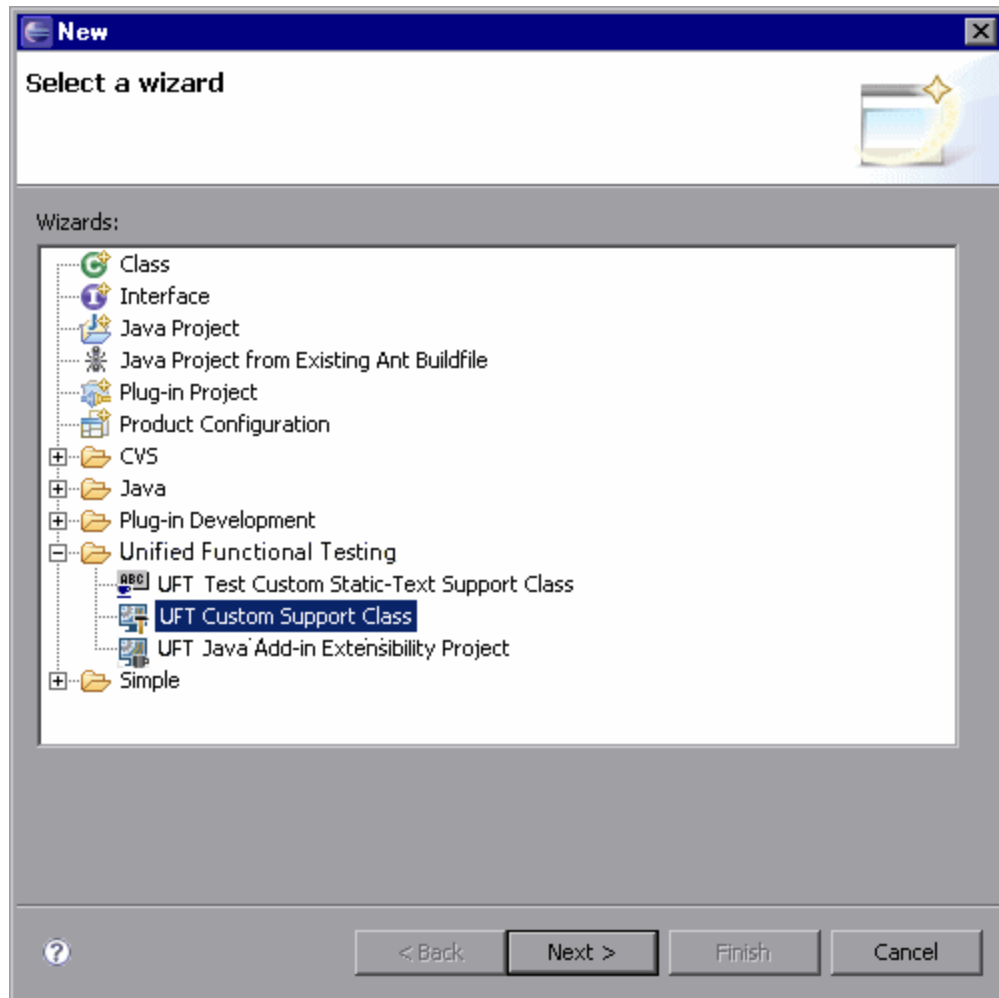 New
Select a wizard
Wizards:
Class
Interface
Java Project
Java Project from Existing Ant Buildfile
Plug-in Project
Product Configuration
CVS
Java
Plug-in Development
Unified Functional Testing
UFT Test Custom Static-Text Support Class
UFT Custom Support Class
UFT Java Add-in Extensibility Project
Simple
< Back Next > Finish Cancel